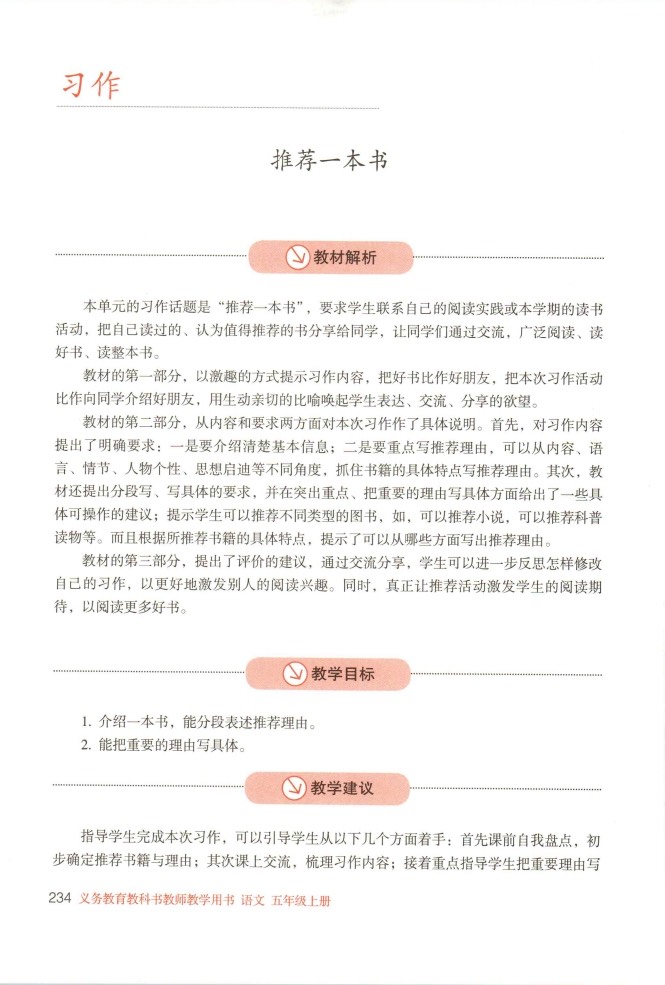 习作
推荐一本书
教材解析
本单元的习作话题是“推荐一本书”，要求学生联系自己的阅读实践或本学期的读书
活动，把自己读过的、认为值得推荐的书分享给同学，让同学们通过交流，广泛阅读、读
好书、读整本书。
教材的第一部分，以激趣的方式提示习作内容，把好书比作好朋友，把本次习作活动
比作向同学介绍好朋友，用生动亲切的比喻唤起学生表达、交流、分享的欲望。
教材的第二部分，从内容和要求两方面对本次习作作了具体说明。首先，对习作内容
提出了明确要求：一是要介绍清楚基本信息；二是要重点写推荐理由，可以从内容、语
言、情节、人物个性、思想启迪等不同角度，抓住书籍的具体特点写推荐理由。其次，教
材还提出分段写、写具体的要求，并在突出重点、把重要的理由写具体方面给出了一些具
体可操作的建议；提示学生可以推荐不同类型的图书，如，可以推荐小说，可以推荐科普
读物等。而且根据所推荐书籍的具体特点，提示了可以从哪些方面写出推荐理由。
教材的第三部分，提出了评价的建议，通过交流分享，学生可以进一步反思怎样修改
自己的习作，以更好地激发别人的阅读兴趣。同时，真正让推荐活动激发学生的阅读期
待，以阅读更多好书。
教学目标
1. 介绍一本书，能分段表述推荐理由。
2. 能把重要的理由写具体。
教学建议
指导学生完成本次习作，可以引导学生从以下几个方面着手：首先课前自我盘点，初
步确定推荐书籍与理由；其次课上交流，梳理习作内容；接着重点指导学生把重要理由写
234 义务教育教科书教师教学用书 语文 五年级上册